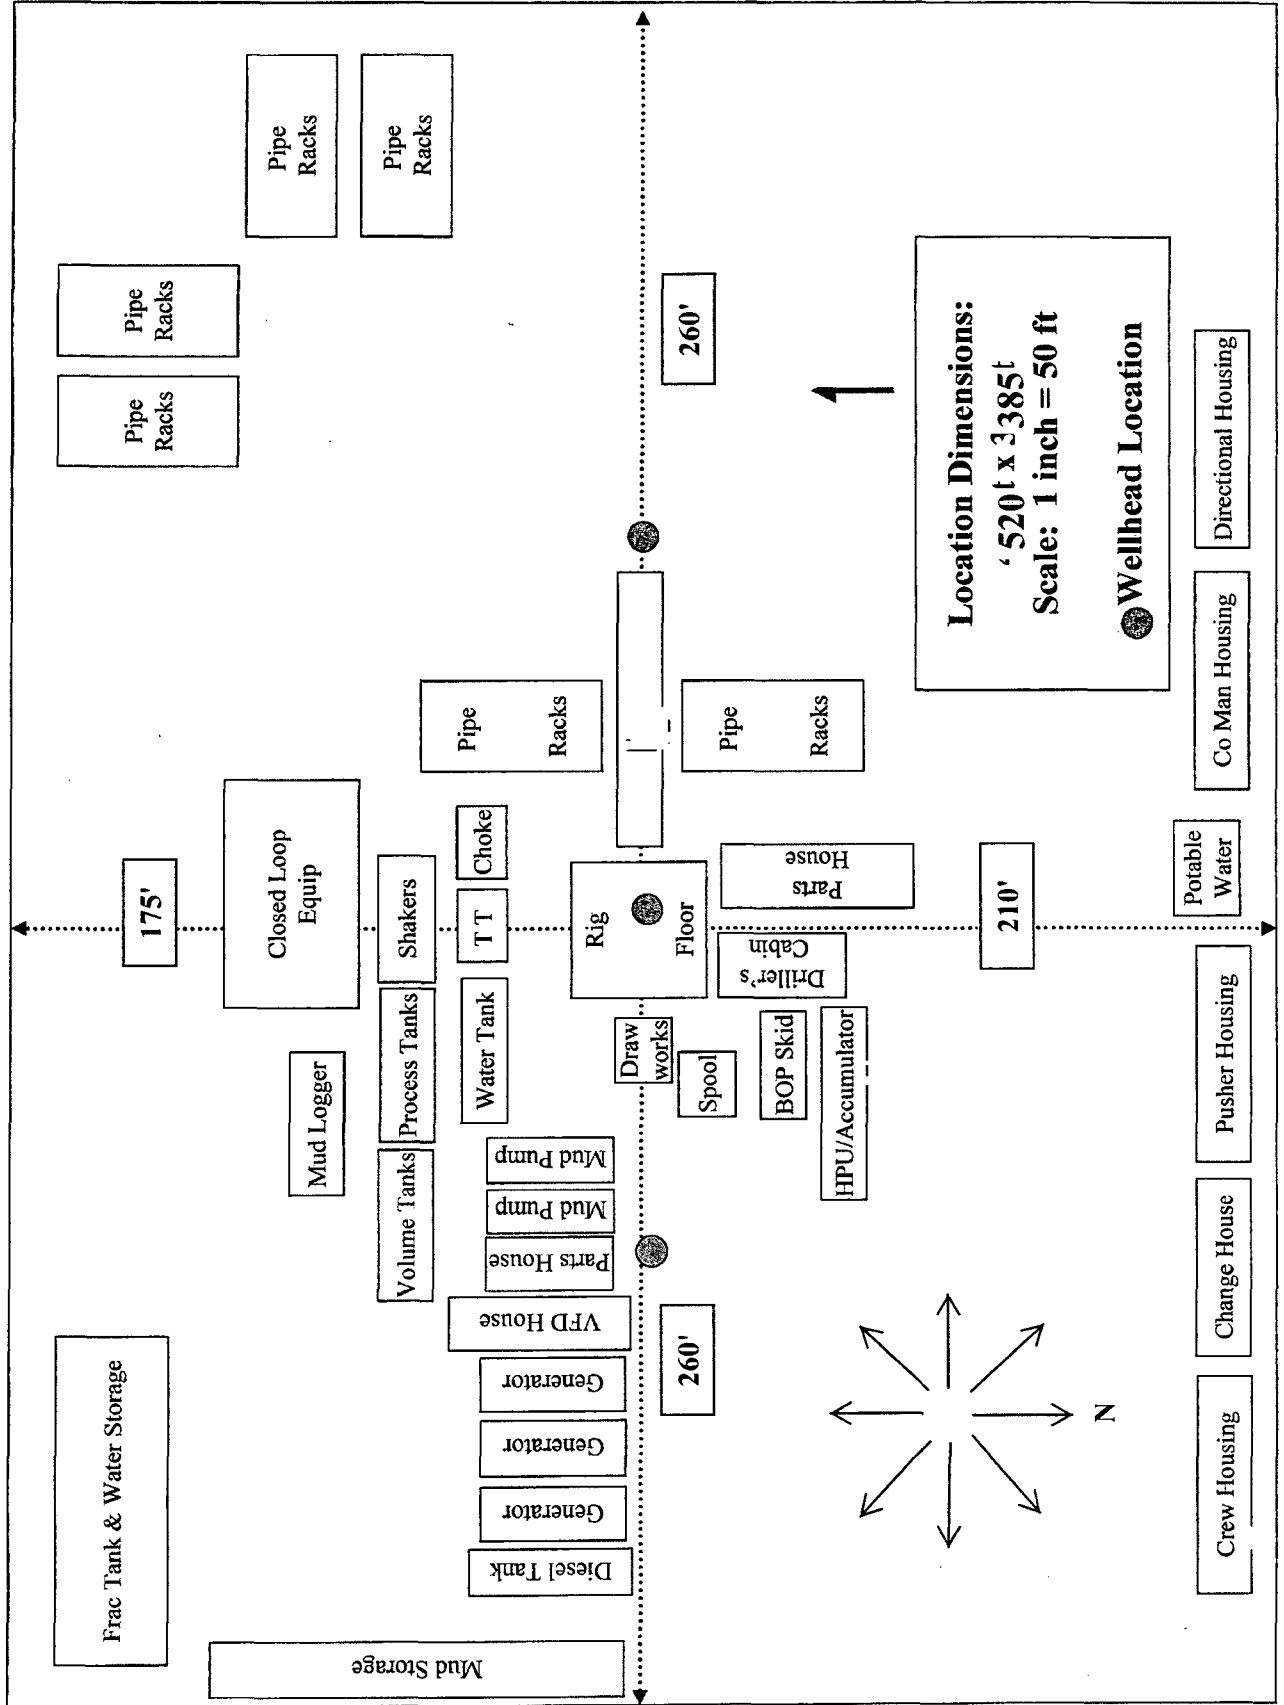 Frac Tank & Water Storage
Mud Storage
Diesel Tank
Generator
Generator
Generator
VFD House
Parts House
Mud Pump
Mud Pump
Volume Tanks
Process Tanks
Shakers
Mud Logger
Closed Loop
Equip
175'
Water Tank
T T
Choke
Pipe
Racks
Pipe
Racks
Pipe
Racks
Pipe
Racks
Pipe
Racks
Pipe
Racks
Rig
Floor
Draw
works
Spool
BOP Skid
HPU/Accumulator
Driller's
Cabin
Parts
House
260'
260'
210'
N
Location Dimensions:
520' x 385'
Scale: 1 inch = 50 ft
Wellhead Location
Crew Housing
Change House
Pusher Housing
Potable
Water
Co Man Housing
Directional Housing